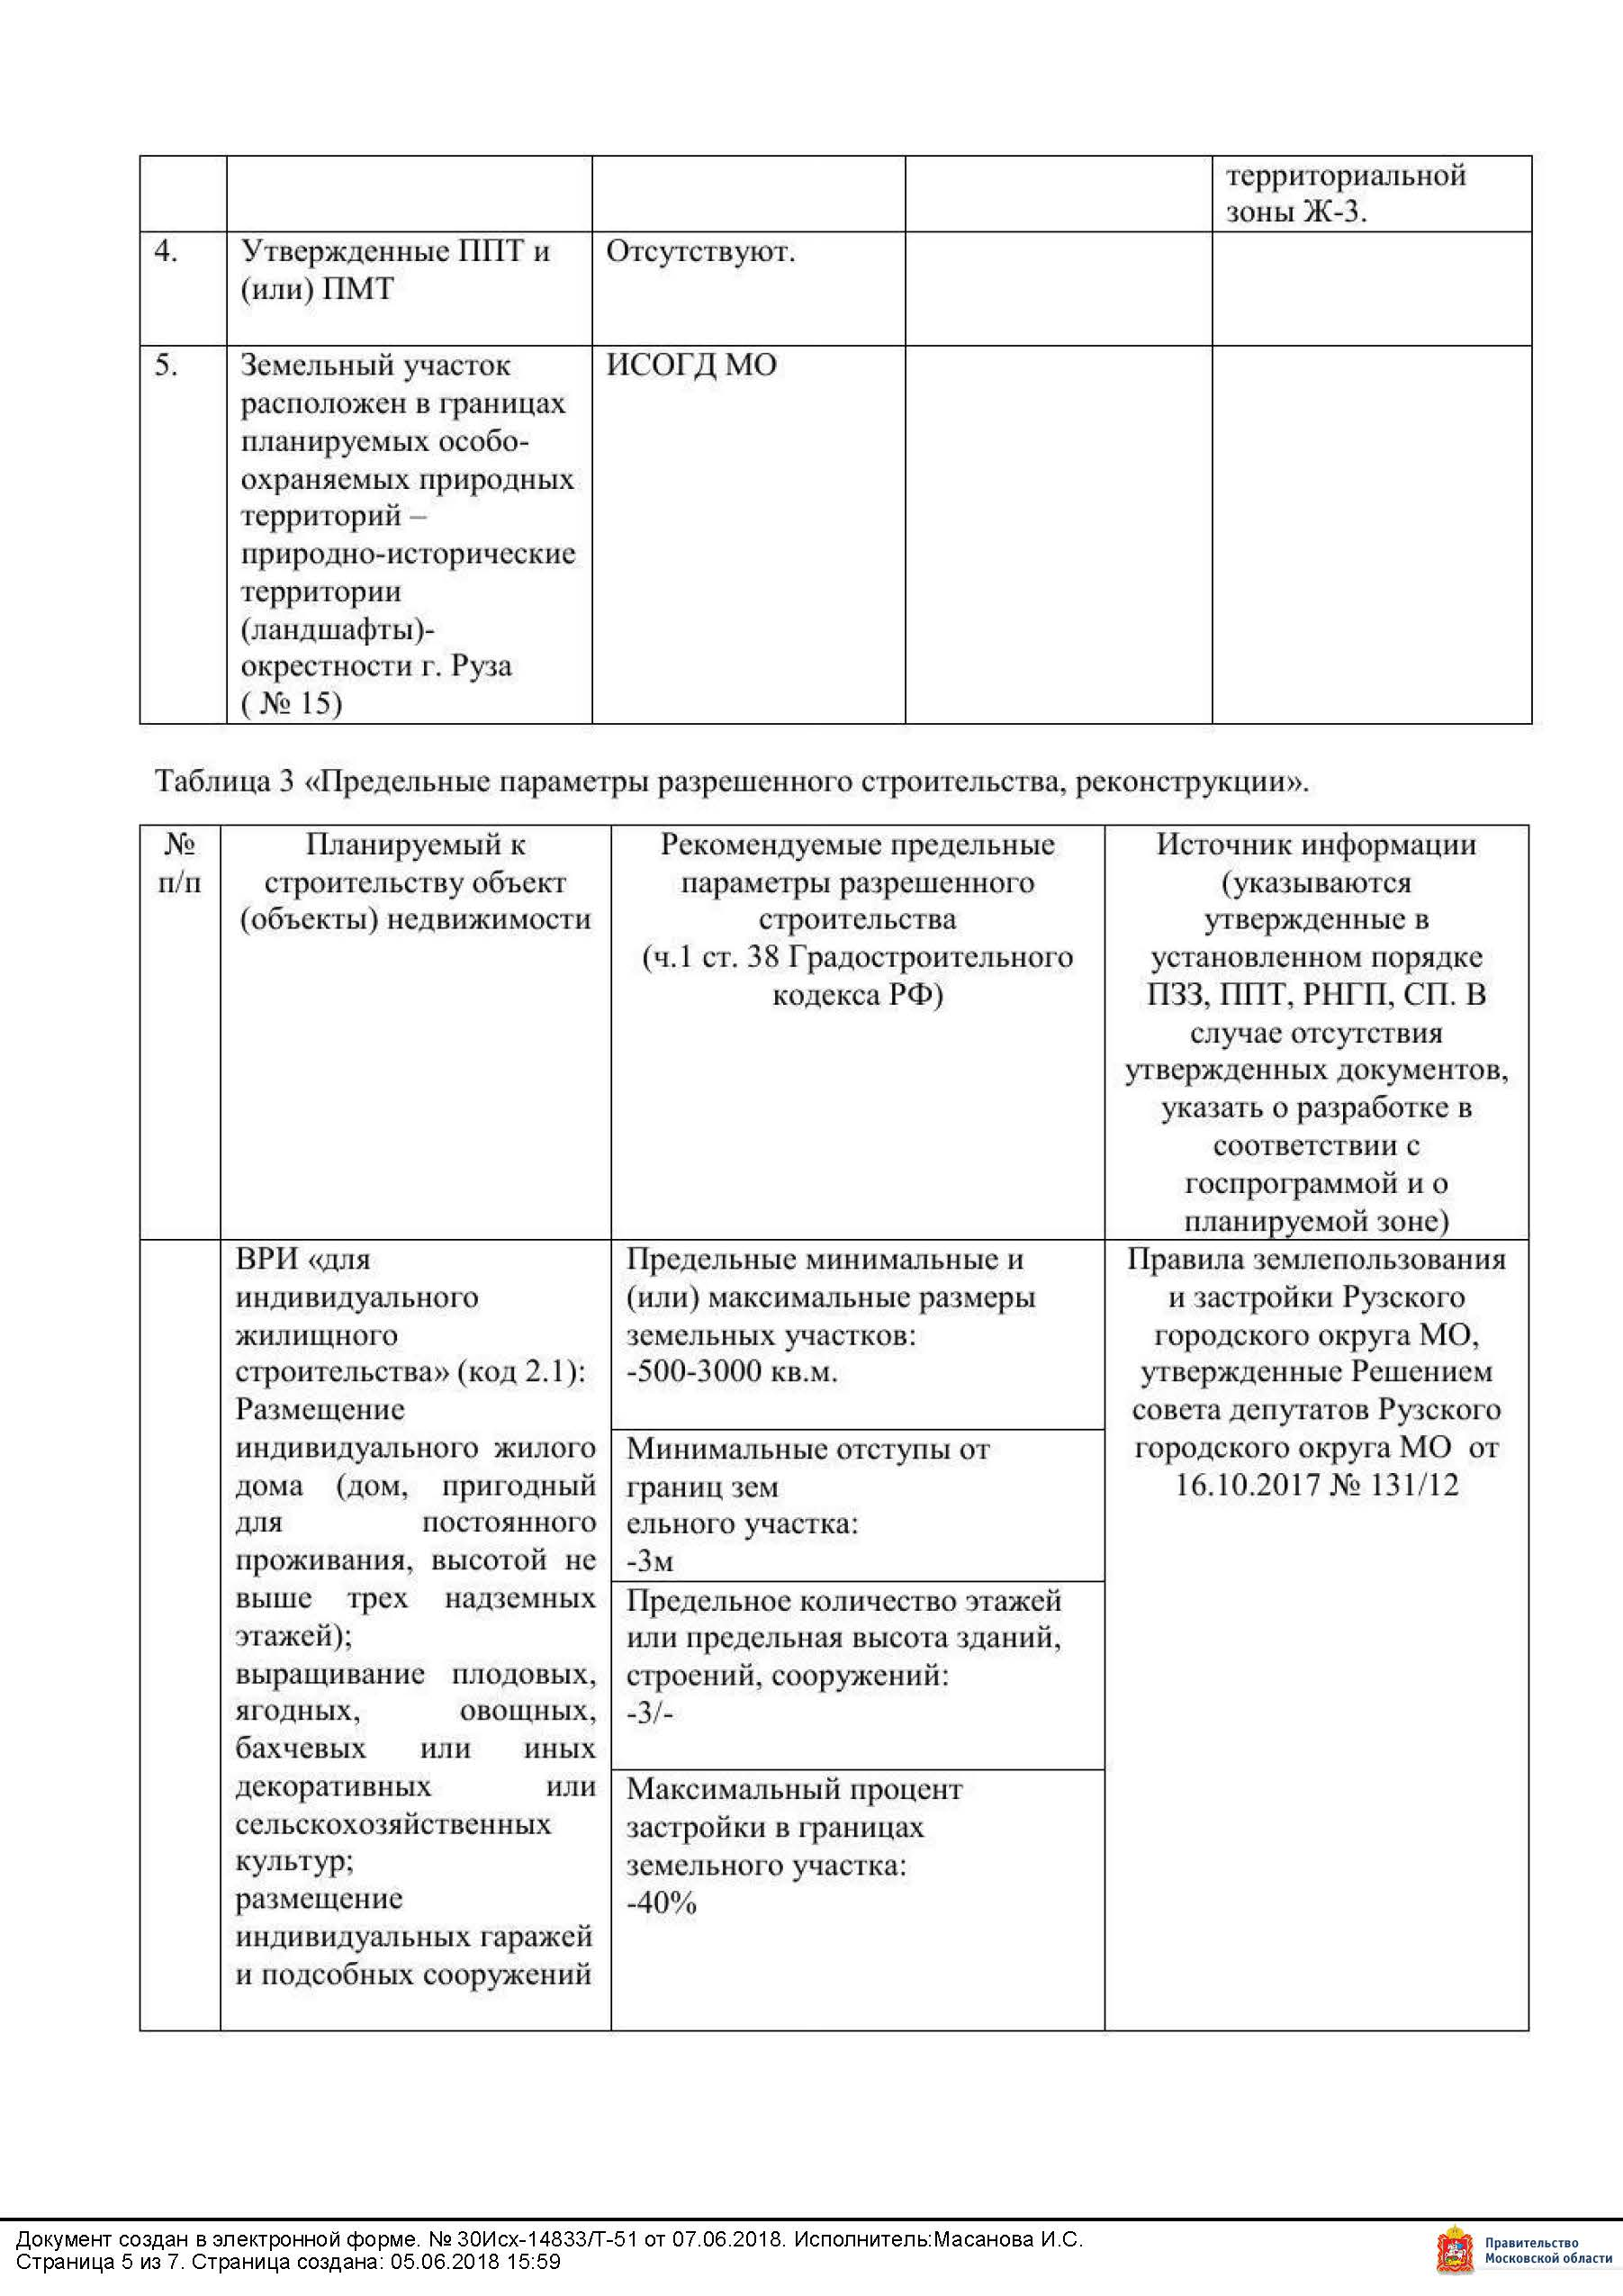 территориальной
зоны Ж-3.
4.
Утвержденные ППТ и
(или) ПМТ
Отсутствуют.
5.
Земельный участок
расположен в границах
планируемых особо-
охраняемых природных
территорий –
природно-исторические
территории
(ландшафты)-
окрестности г. Руза
( № 15)
ИСОГД МО
Таблица 3 «Предельные параметры разрешенного строительства, реконструкции».
№
п/п
Планируемый к
строительству объект
(объекты) недвижимости
Рекомендуемые предельные
параметры разрешенного
строительства
(ч.1 ст. 38 Градостроительного
кодекса РФ)
Источник информации
(указываются
утвержденные в
установленном порядке
ПЗЗ, ППТ, РНГП, СП. В
случае отсутствия
утвержденных документов,
указать о разработке в
соответствии с
госпрограммой и о
планируемой зоне)
ВРИ «для
индивидуального
жилищного
строительства» (код 2.1):
Размещение
индивидуального жилого
дома (дом, пригодный
для постоянного
проживания, высотой не
выше трех надземных
этажей);
выращивание плодовых,
ягодных, овощных,
бахчевых или иных
декоративных или
сельскохозяйственных
культур;
размещение
индивидуальных гаражей
и подсобных сооружений
Предельные минимальные и
(или) максимальные размеры
земельных участков:
-500-3000 кв.м.
Минимальные отступы от
границ зем
ельного участка:
-3м
Предельное количество этажей
или предельная высота зданий,
строений, сооружений:
-3/-
Максимальный процент
застройки в границах
земельного участка:
-40%
Правила землепользования
и застройки Рузского
городского округа МО,
утвержденные Решением
совета депутатов Рузского
городского округа МО от
16.10.2017 № 131/12
Документ создан в электронной форме. № 30Исх-14833/Т-51 от 07.06.2018. Исполнитель:Масанова И.С.
Страница 5 из 7. Страница создана: 05.06.2018 15:59
Правительство
Московской области